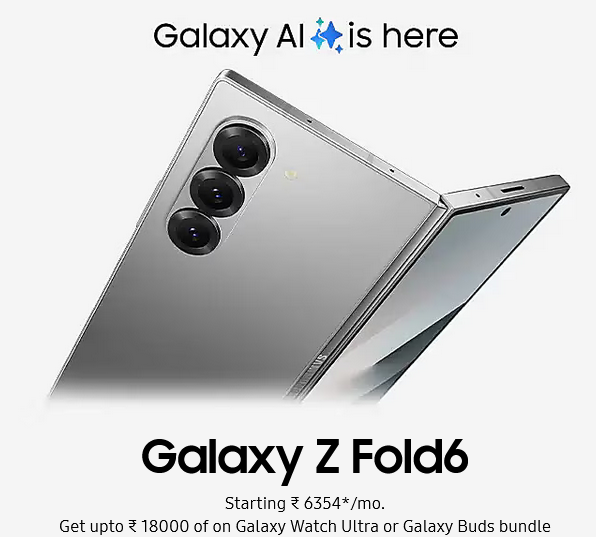 Galaxy AI is here
Galaxy Z Fold6
Starting ₹ 6354*/mo.
Get upto ₹ 18000 of on Galaxy Watch Ultra or Galaxy Buds bundle